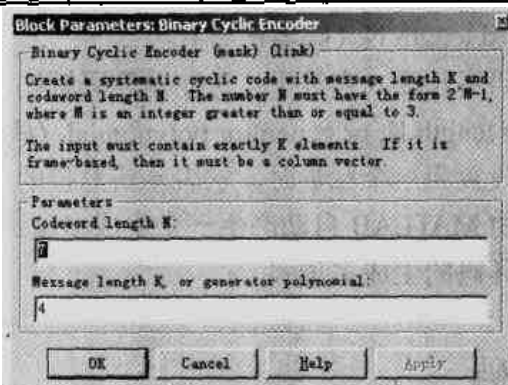 Block Parameters: Binary Cyclic Encoder
Binary Cyclic Encoder (mask) (link)
Create a systematic cyclic code with message length K and
codeword length N. The number N must have the form 2^M-1,
where M is an integer greater than or equal to 3.
The input must contain exactly K elements. If it is
frame-based, then it must be a column vector.
Parameters
Codeword length N:
7
Message length K, or generator polynomial:
4
OK Cancel Help Apply